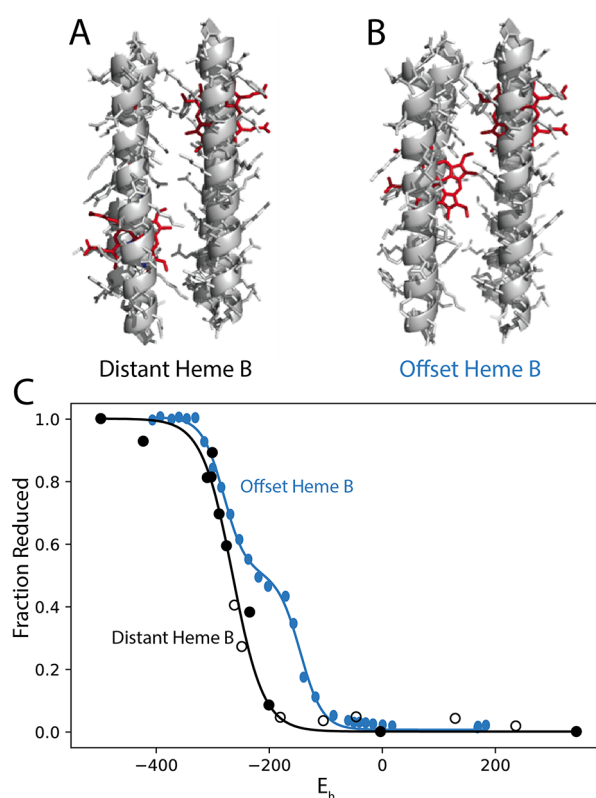 A
B
Distant Heme B
Offset Heme B
C
Fraction Reduced
1.0
0.8
0.6
0.4
0.2
0.0
Offset Heme B
Distant Heme B
−400
−200
0
200
E_h